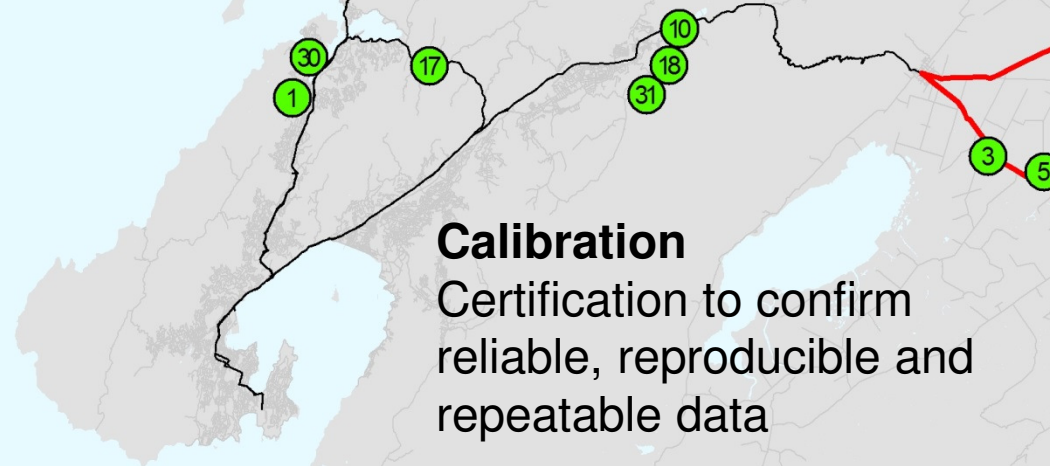 10
30
17
18
1
31
3
5
Calibration
Certification to confirm
reliable, reproducible and
repeatable data